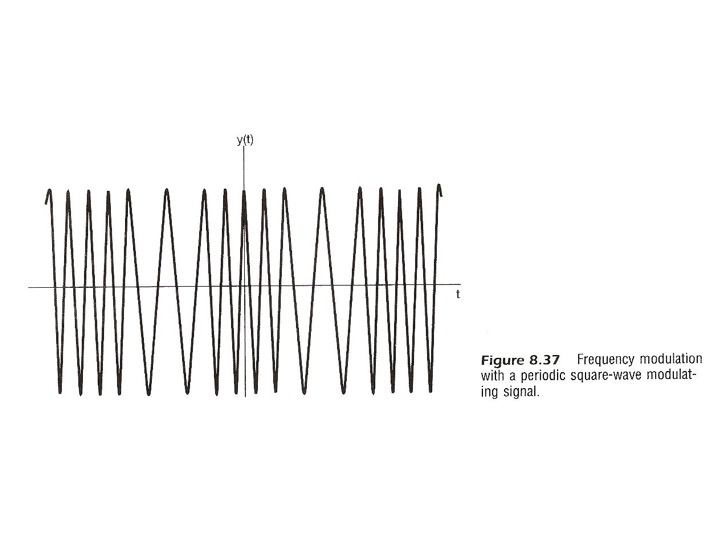 y(t)
t
Figure 8.37 Frequency modulation
with a periodic square-wave modulat-
ing signal.